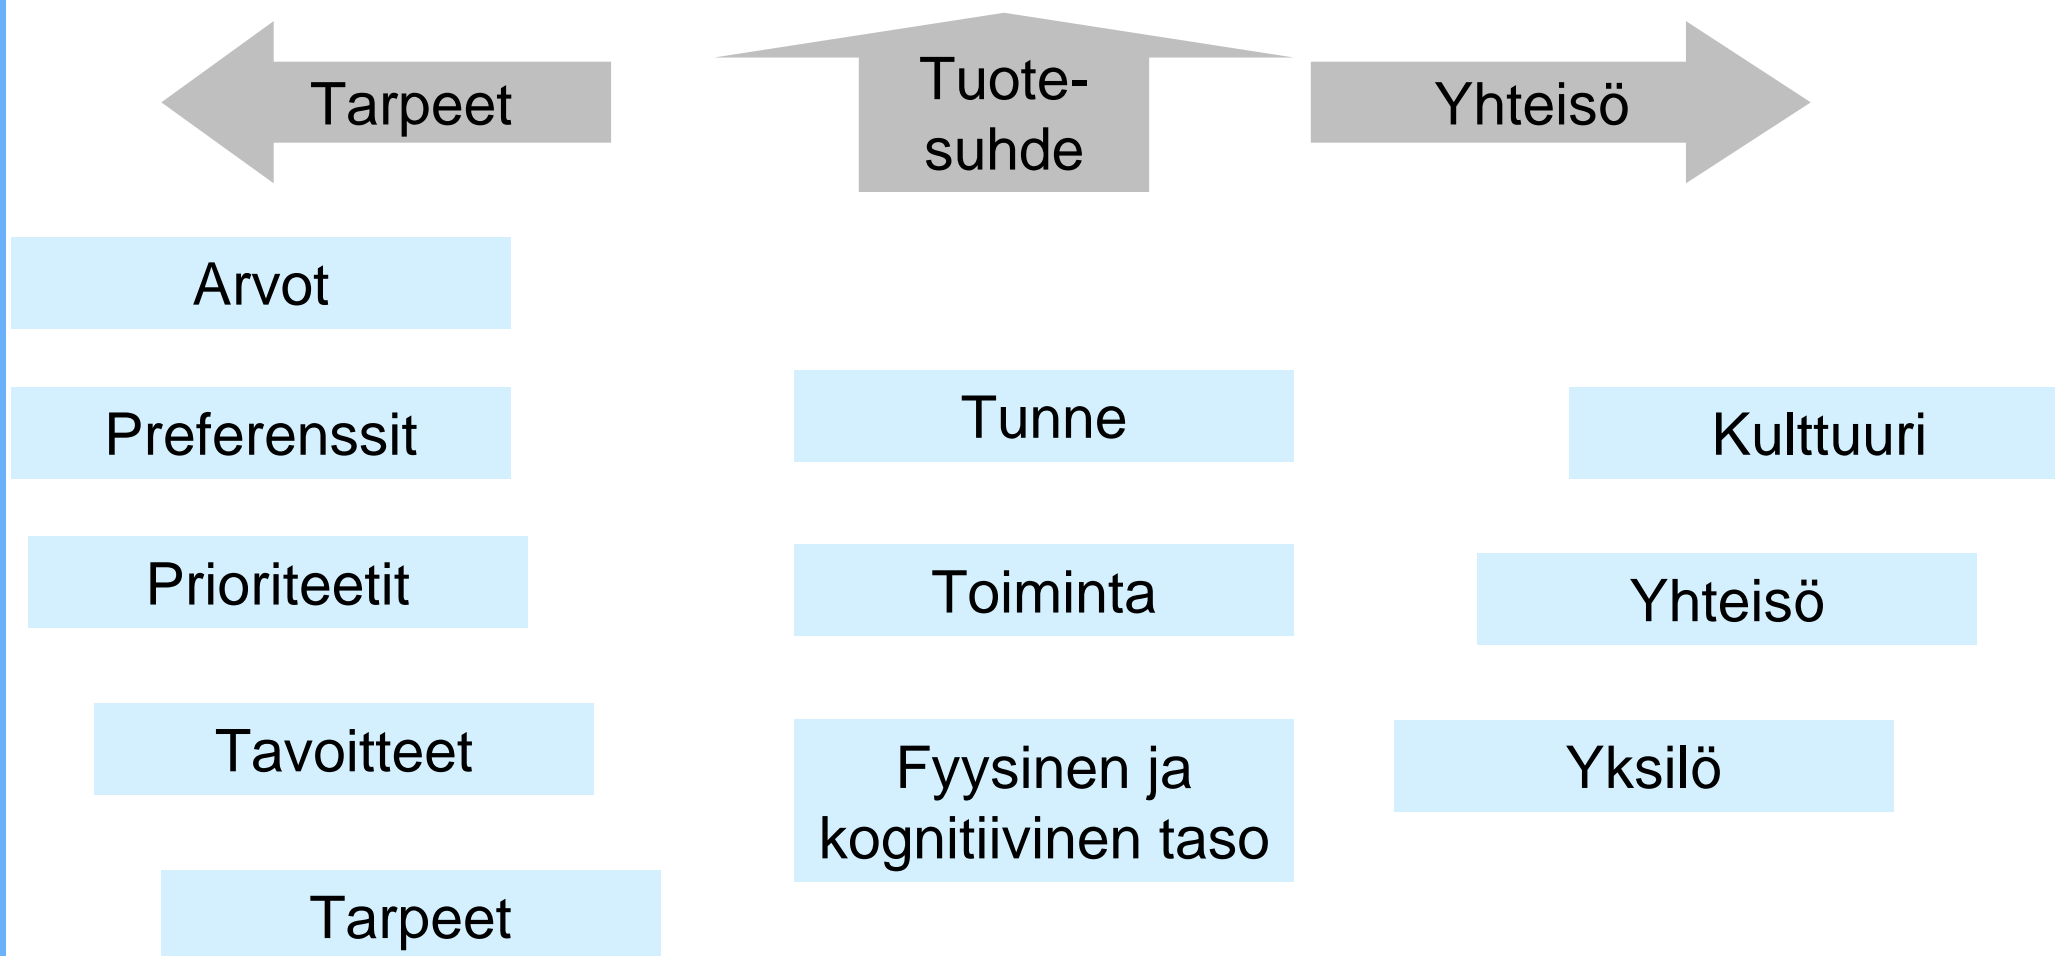 Tarpeet
Tuote-
suhde
Yhteisö
Arvot
Preferenssit
Prioriteetit
Tavoitteet
Tarpeet
Tunne
Toiminta
Fyysinen ja
kognitiivinen taso
Kulttuuri
Yhteisö
Yksilö